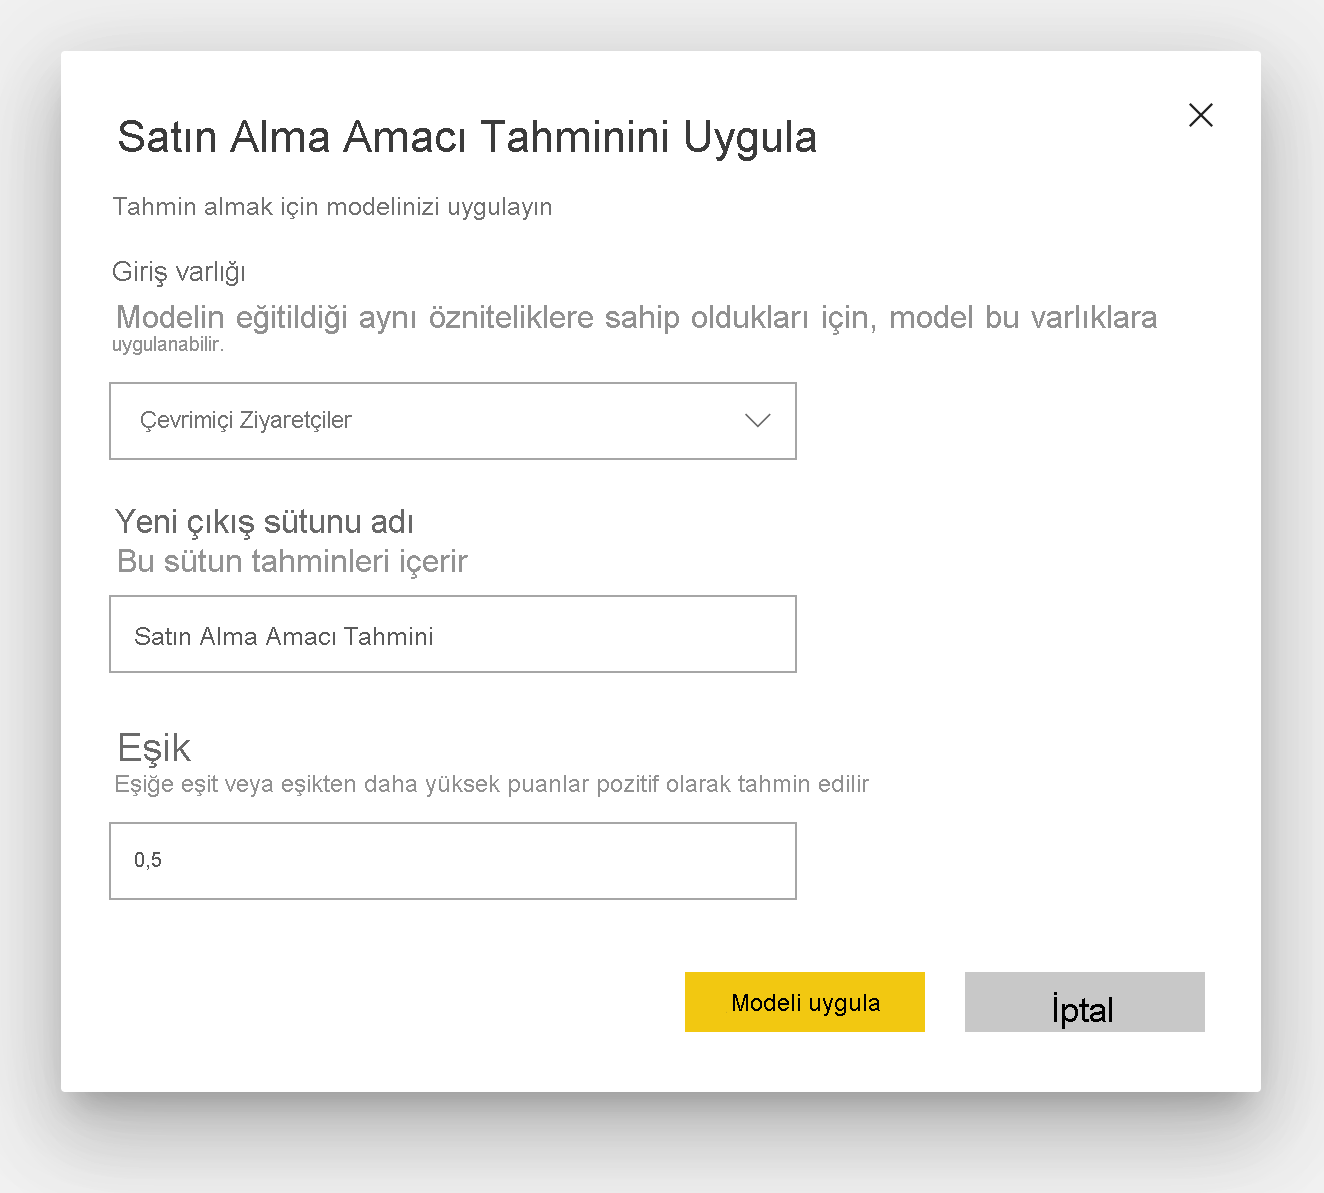 Satın Alma Amacı Tahminini Uygula
Tahmin almak için modelinizi uygulayın
Giriş varlığı
Modelin eğitildiği aynı özniteliklere sahip oldukları için, model bu varlıklara
uygulanabilir.
Çevrimiçi Ziyaretçiler
Yeni çıkış sütunu adı
Bu sütun tahminleri içerir
Satın Alma Amacı Tahmini
Eşik
Eşiğe eşit veya eşikten daha yüksek puanlar pozitif olarak tahmin edilir
0,5
Modeli uygula
İptal